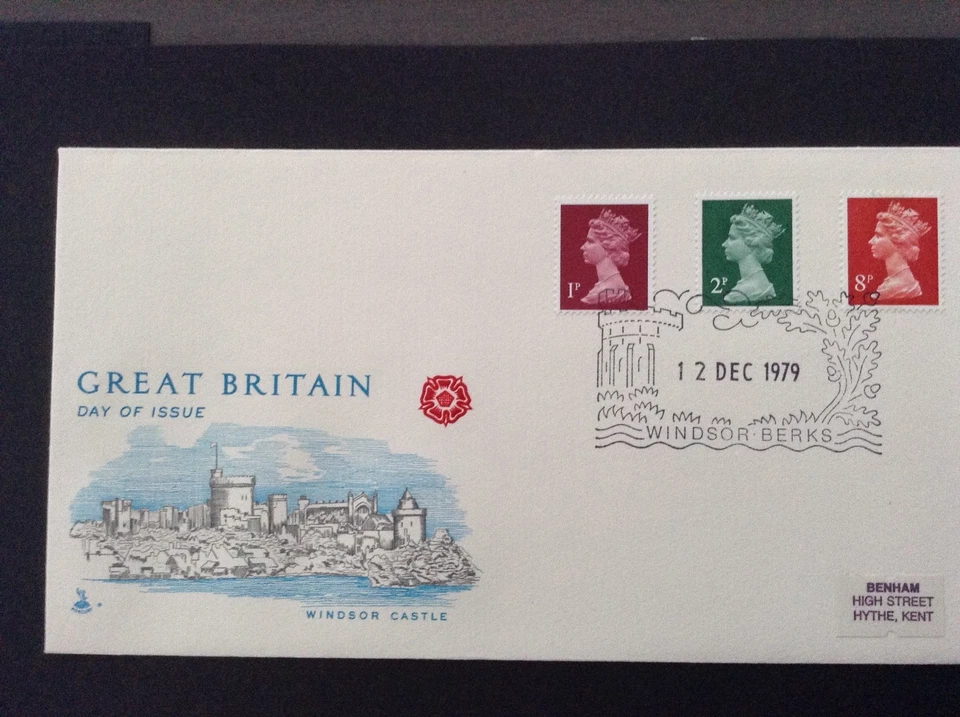 1P
2P
8P
12 DEC 1979
WINDSOR·BERKS
GREAT BRITAIN
DAY OF ISSUE
WINDSOR CASTLE
BENHAM
HIGH STREET
HYTHE, KENT